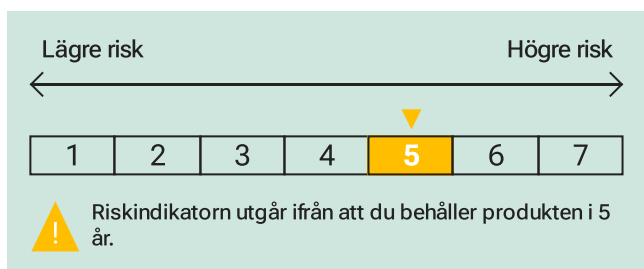 Lägre risk Högre risk
1 2 3 4 5 6 7
Riskindikatorn utgår ifrån att du behåller produkten i 5
år.